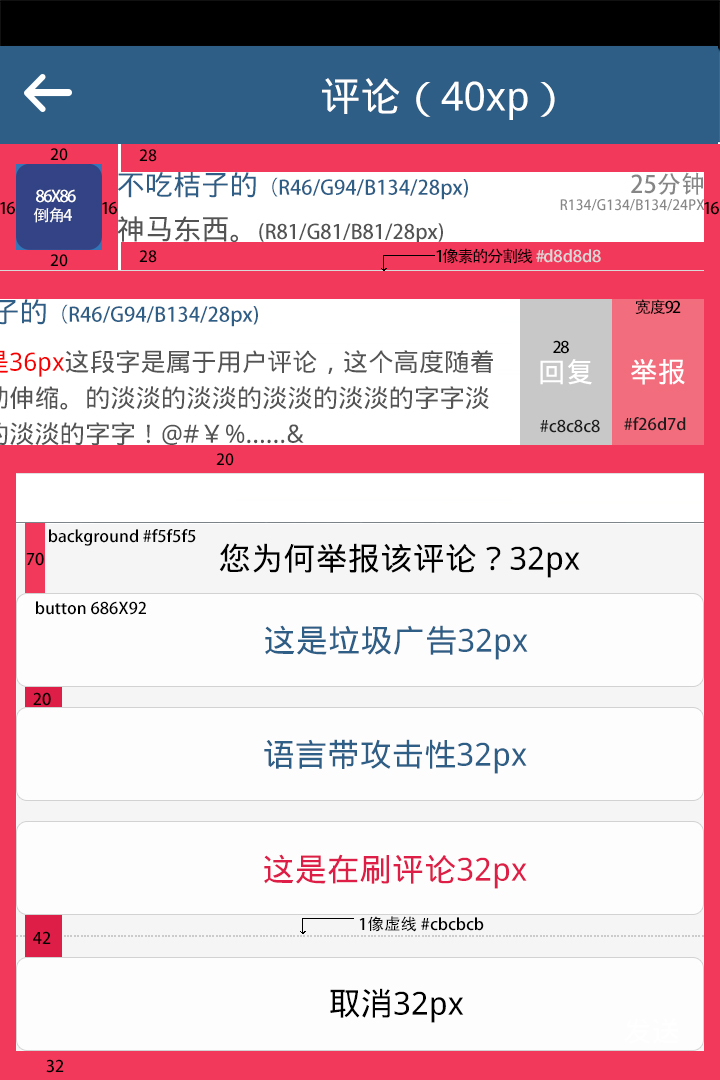 评论（40xp）
20
28
86X86
倒角4
16
16
16
不吃桔子的（R46/G94/B134/28px)
25分钟
R134/G134/B134/24PX
神马东西。(R81/G81/B81/28px)
20
28
1像素的分割线 #d8d8d8
子的（R46/G94/B134/28px)
宽度92
是36px这段字是属于用户评论，这个高度随着
28
回复
举报
动伸缩。的淡淡的淡淡的淡淡的淡淡的字字淡
#c8c8c8
#f26d7d
的淡淡的字字！@#￥%......&
20
background #f5f5f5
70
您为何举报该评论？32px
button 686X92
这是垃圾广告32px
20
语言带攻击性32px
这是在刷评论32px
1像虚线 #cbcbcb
42
取消32px
32